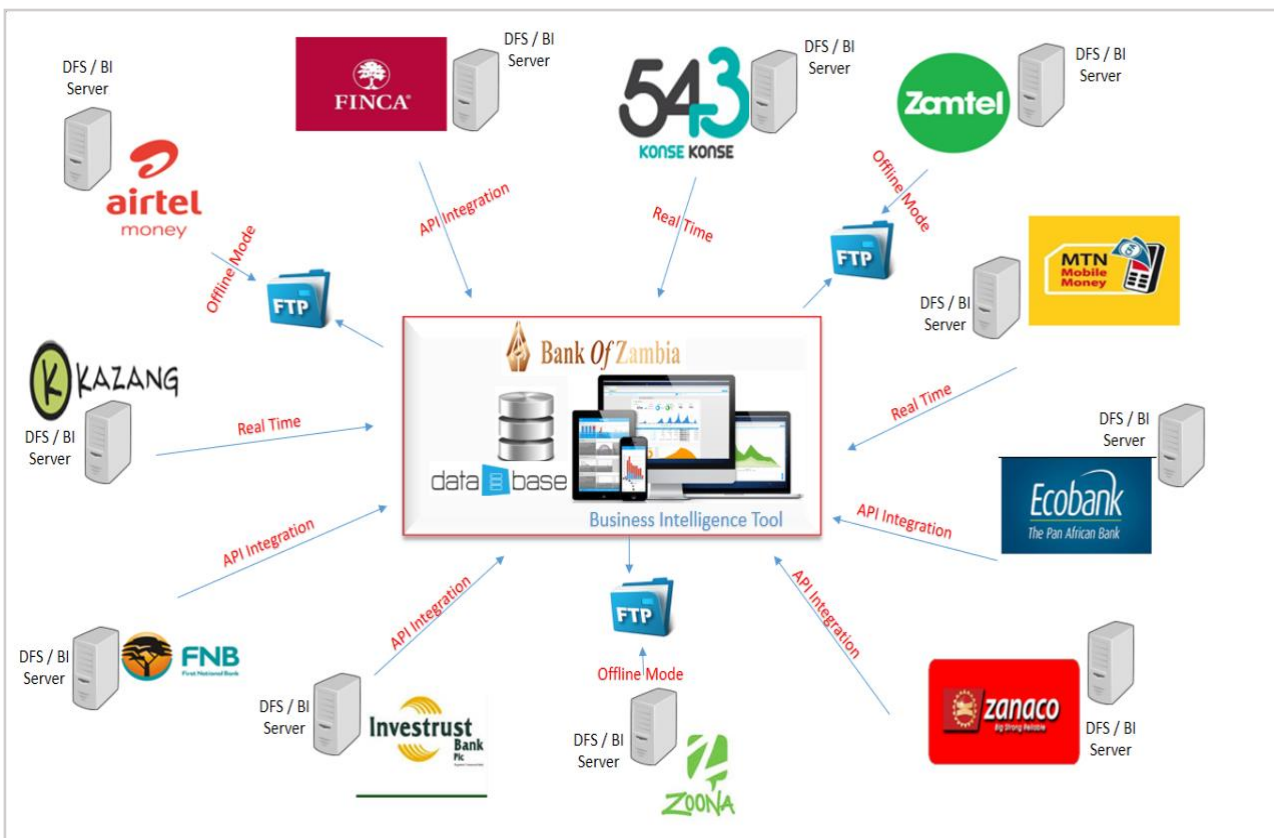 DFS / BI
Server
airtel
money
Offline Mode
FTP
FINCA®
DFS / BI
Server
API Integration
543
KONSE KONSE
DFS / BI
Server
Real Time
Zamtel
DFS / BI
Server
Offline Mode
FTP
MTN
Mobile
Money
DFS / BI
Server
Real Time
K KAZANG
DFS / BI
Server
Real Time
Bank Of Zambia
data base
Business Intelligence Tool
DFS / BI
Server
Ecobank
The Pan African Bank
API Integration
DFS / BI
Server
FNB
First National Bank
API Integration
DFS / BI
Server
Investrust
Bank
Plc
API Integration
FTP
Offline Mode
DFS / BI
Server
ZOONA
API Integration
zanaco
Big Strong Reliable
DFS / BI
Server